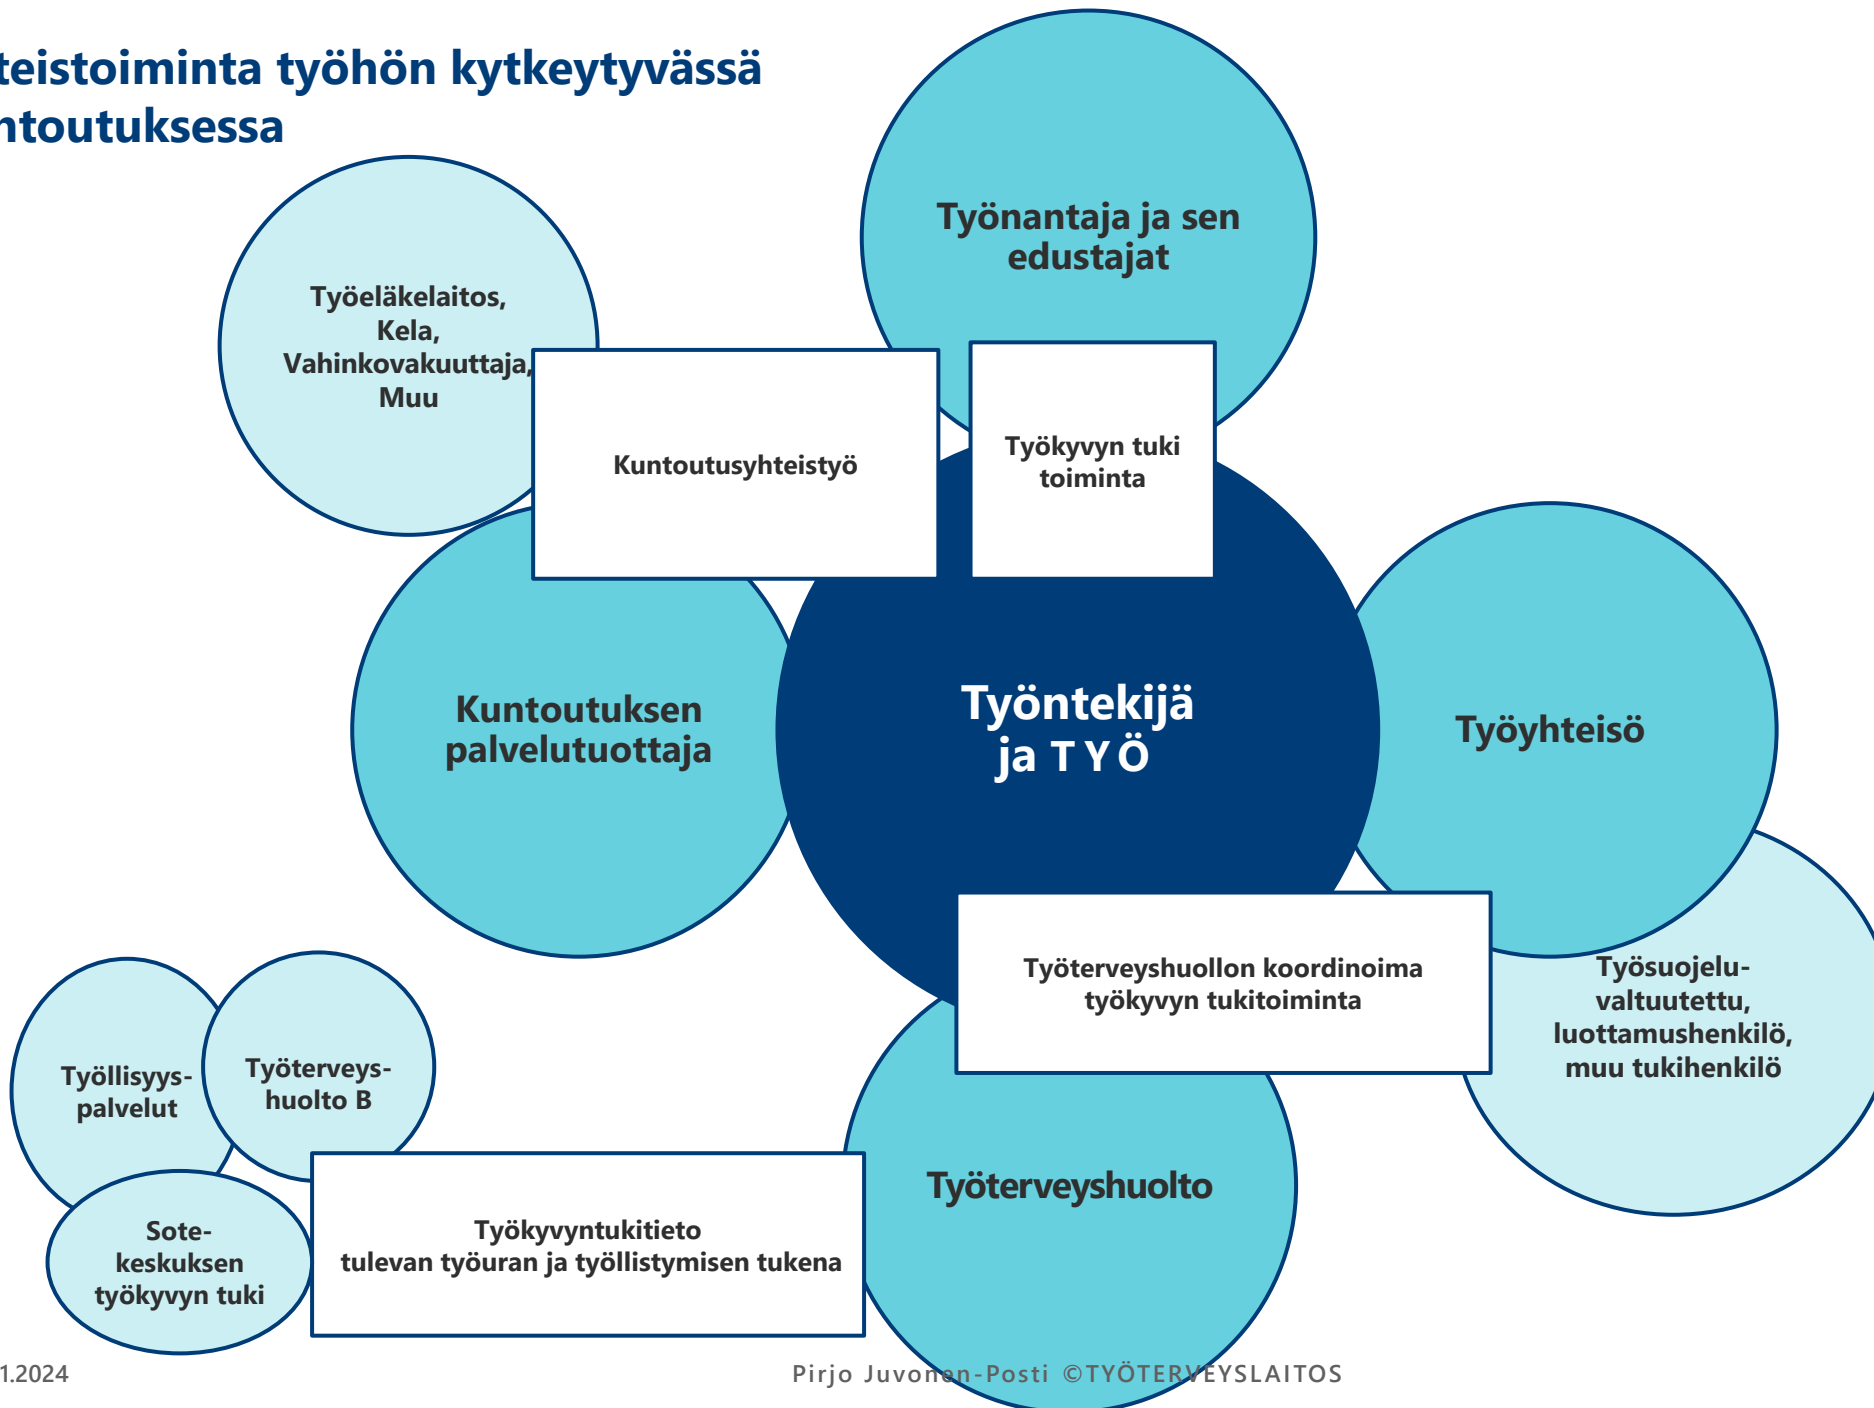 teistoiminta työhön kytkeytyvässä
ntoutuksessa
Työnantaja ja sen
edustajat
Työeläkelaitos,
Kela,
Vahinkovakuuttaja,
Muu
Kuntoutusyhteistyö
Työkyvyn tuki
toiminta
Kuntoutuksen
palvelutuottaja
Työntekijä
ja T Y Ö
Työyhteisö
Työterveyshuollon koordinoima
työkyvyn tukitoiminta
Työsuojelu-
valtuutettu,
luottamushenkilö,
muu tukihenkilö
Työllisyys-
palvelut
Työterveys-
huolto B
Sote-
keskuksen
työkyvyn tuki
Työkyvyntukitieto
tulevan työuran ja työllistymisen tukena
Työterveyshuolto
1.2024
Pirjo Juvonen-Posti ©TYÖTERVEYSLAITOS